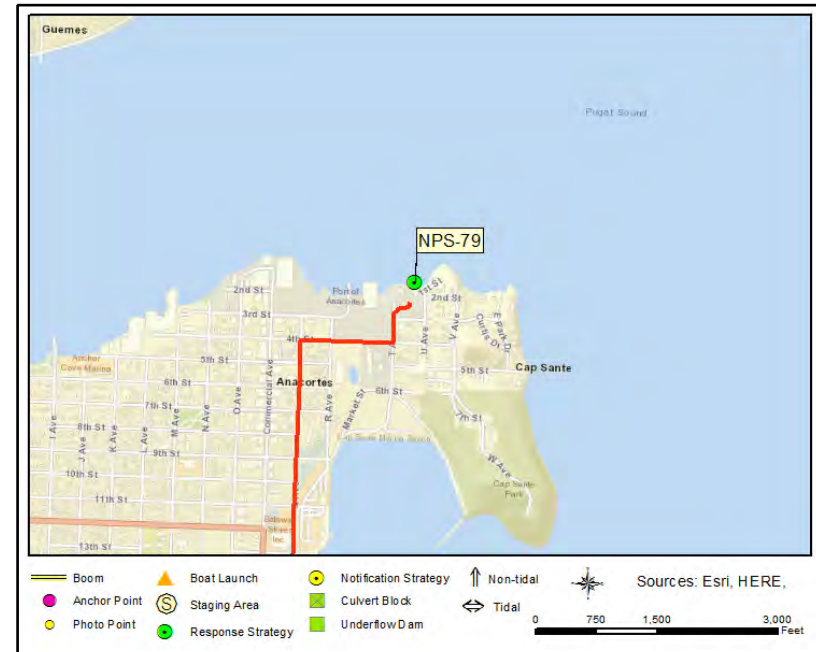 Guemes
Puget Sound
NPS-79
1st St
2nd St
2nd St
Port of
Anacortes
3rd St
4th St
T A
U Ave
V Ave
E Park Dr
Curtis Dr
5th St
5th St
Cap Sante
Anchor
Cove Marina
6th St
Anacortes
6th St
Commercial Ave
R Ave
Market St
7th St
7th St
I Ave
J Ave
K Ave
L Ave
M Ave
N Ave
O Ave
8th St
9th St
W Ave
Cap Sante
Park
10th St
11th St
Inc.
13th St
Boom
Boat Launch
Notification Strategy
Non-tidal
Sources: Esri, HERE,
Anchor Point
Staging Area
S
Culvert Block
Tidal
Photo Point
Response Strategy
Underflow Dam
0 750 1,500 3,000
Feet